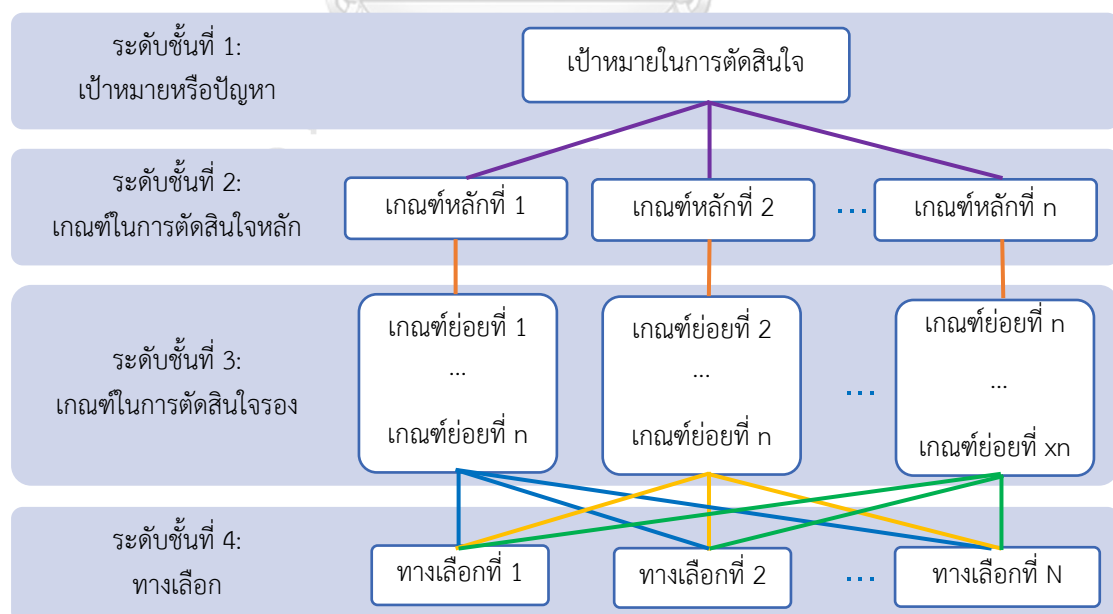 ระดับชั้นที่ 1:
เป้าหมายหรือปัญหา
เป้าหมายในการตัดสินใจ
ระดับชั้นที่ 2:
เกณฑ์ในการตัดสินใจหลัก
เกณฑ์หลักที่ 1
เกณฑ์หลักที่ 2
...
เกณฑ์หลักที่ n
ระดับชั้นที่ 3:
เกณฑ์ในการตัดสินใจรอง
เกณฑ์ย่อยที่ 1
...
เกณฑ์ย่อยที่ n
เกณฑ์ย่อยที่ 2
...
เกณฑ์ย่อยที่ n
...
เกณฑ์ย่อยที่ n
...
เกณฑ์ย่อยที่ xn
ระดับชั้นที่ 4:
ทางเลือก
ทางเลือกที่ 1
ทางเลือกที่ 2
...
ทางเลือกที่ N